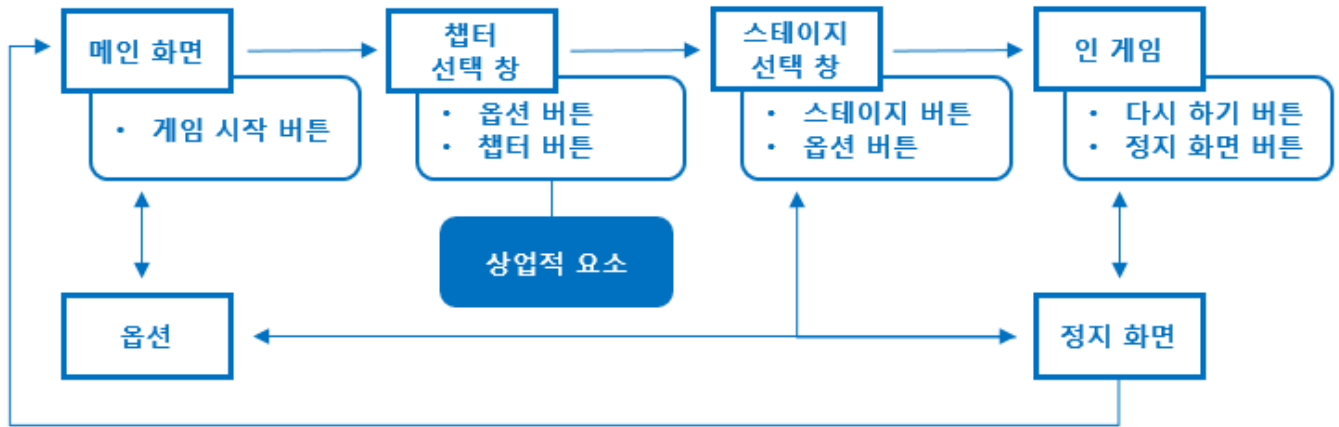 메인 화면
• 게임 시작 버튼
챕터
선택 창
• 옵션 버튼
• 챕터 버튼
상업적 요소
스테이지
선택 창
• 스테이지 버튼
• 옵션 버튼
인 게임
• 다시 하기 버튼
• 정지 화면 버튼
옵션
정지 화면